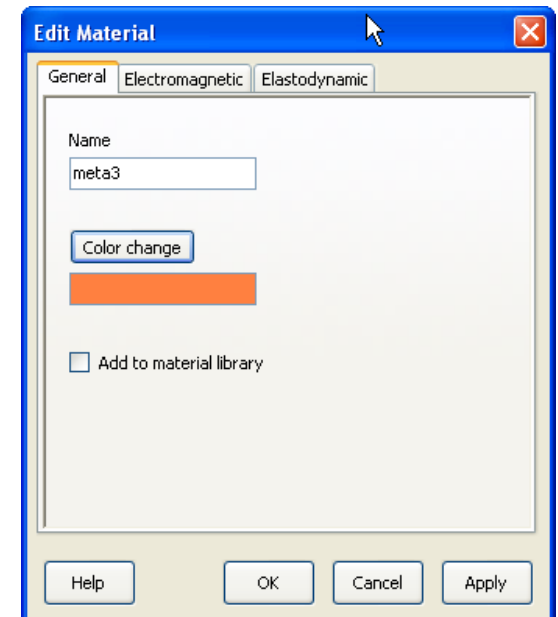 Edit Material
General Electromagnetic Elastodynamic
Name
meta3
Color change
Add to material library
Help OK Cancel Apply